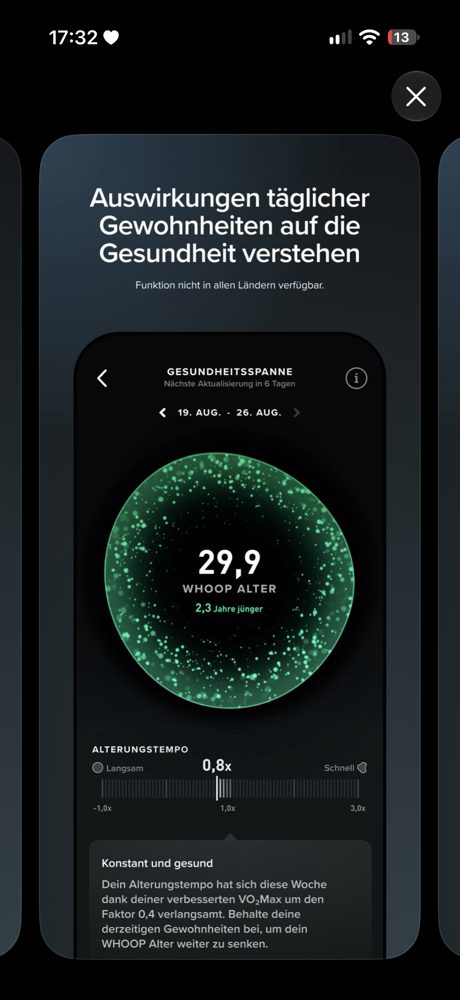 17:32
13
Auswirkungen täglicher
Gewohnheiten auf die
Gesundheit verstehen
Funktion nicht in allen Ländern verfügbar.
GESUNDHEITSSPANNE
Nächste Aktualisierung in 6 Tagen
i
19. AUG. - 26. AUG.
29,9
WHOOP ALTER
2,3 Jahre jünger
ALTERUNGSTEMPO
Langsam 0,8x Schnell
-1,0x 1,0x 3,0x
Konstant und gesund
Dein Alterungstempo hat sich diese Woche
dank deiner verbesserten VO₂Max um den
Faktor 0,4 verlangsamt. Behalte deine
derzeitigen Gewohnheiten bei, um dein
WHOOP Alter weiter zu senken.